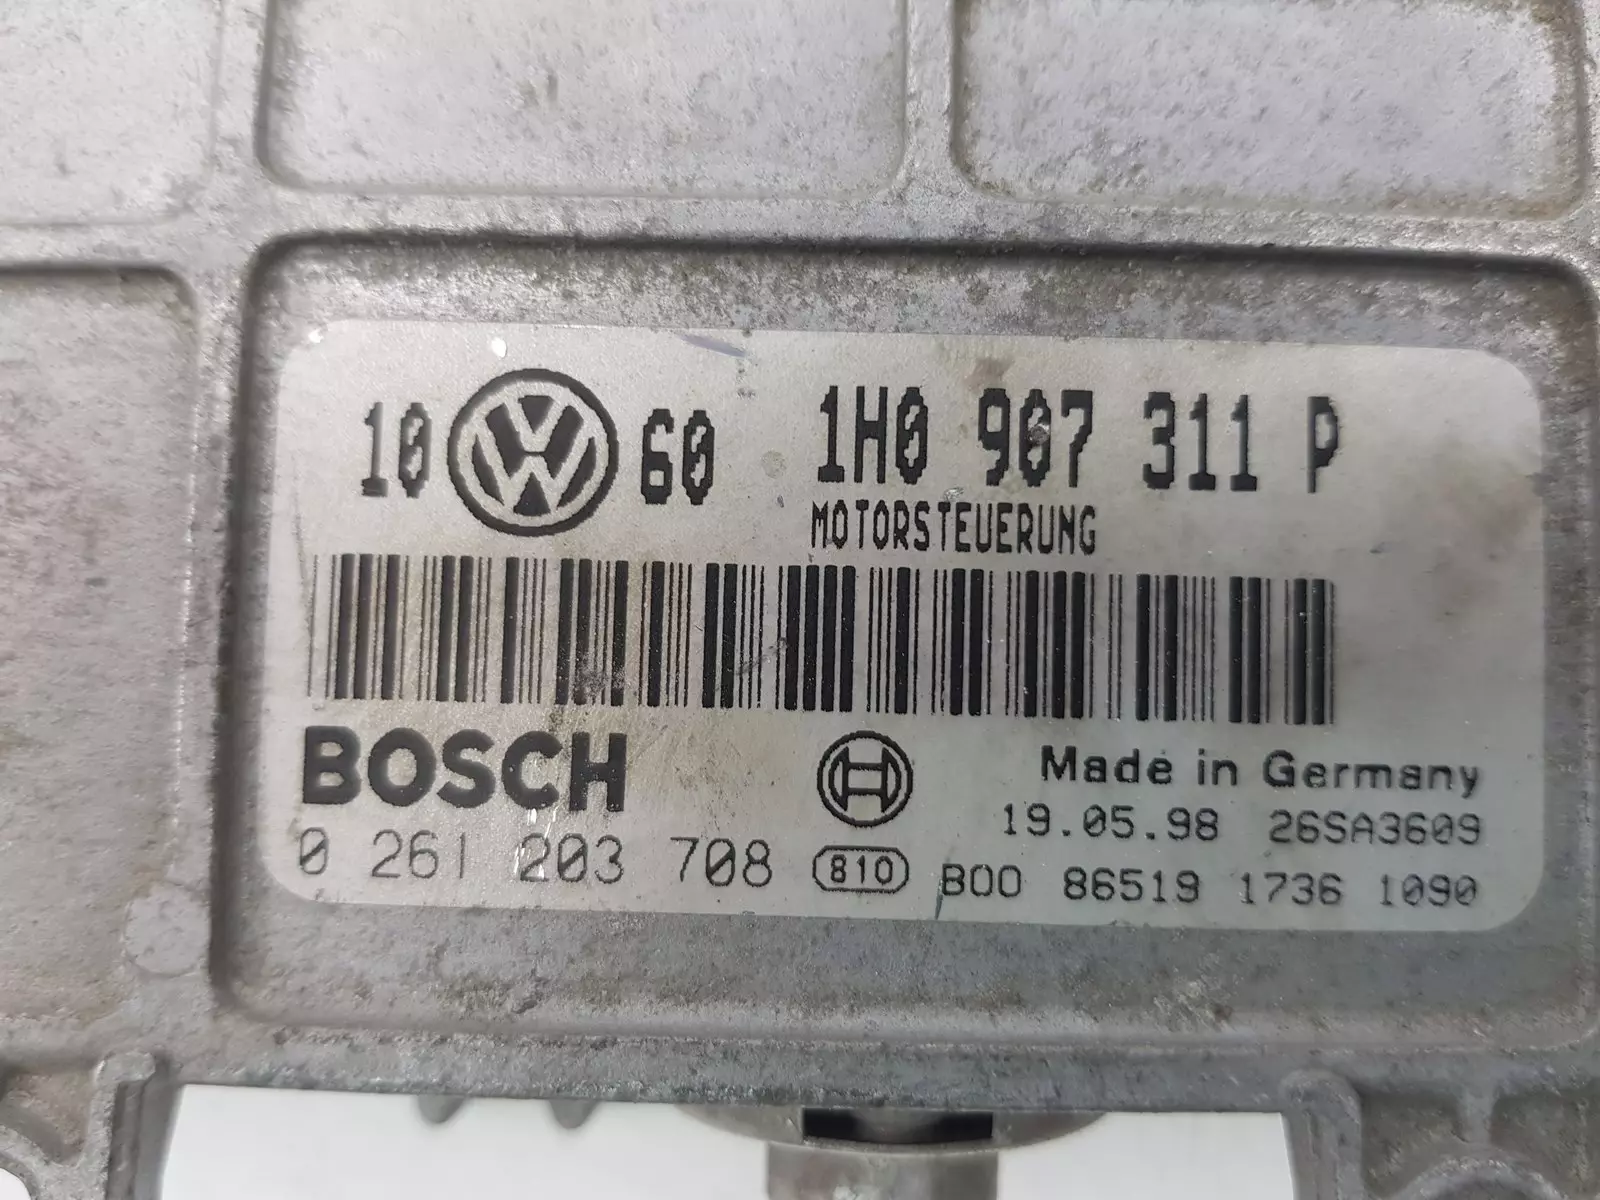 10 VW 60 1H0 907 311 P
MOTORSTEUERUNG
BOSCH
Made in Germany
19.05.98 26SA3609
0 261 203 708 810 B00 86519 1736 1090